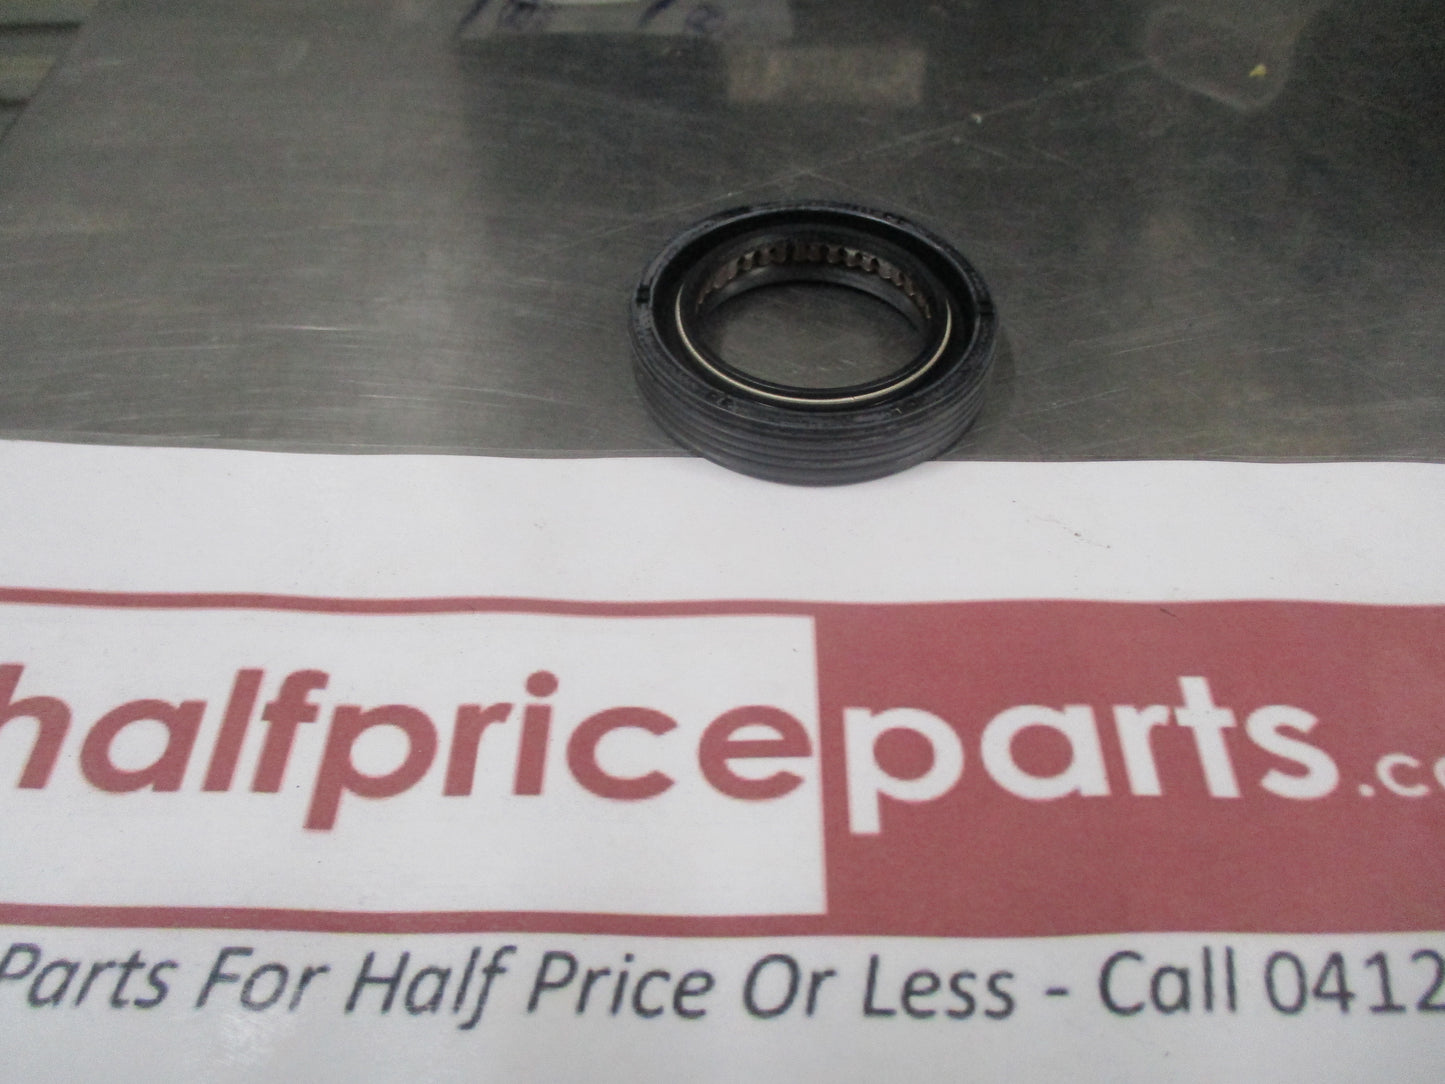 halfpriceparts.co
Parts For Half Price Or Less - Call 0412